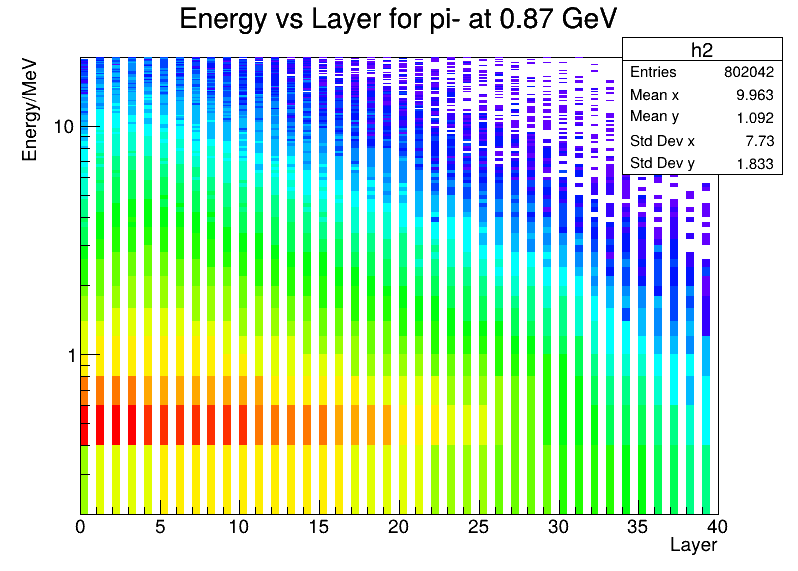 Energy vs Layer for pi- at 0.87 GeV
h2
Entries 802042
Mean x 9.963
Mean y 1.092
Std Dev x 7.73
Std Dev y 1.833
Energy/MeV
10
1
0 5 10 15 20 25 30 35 40
Layer